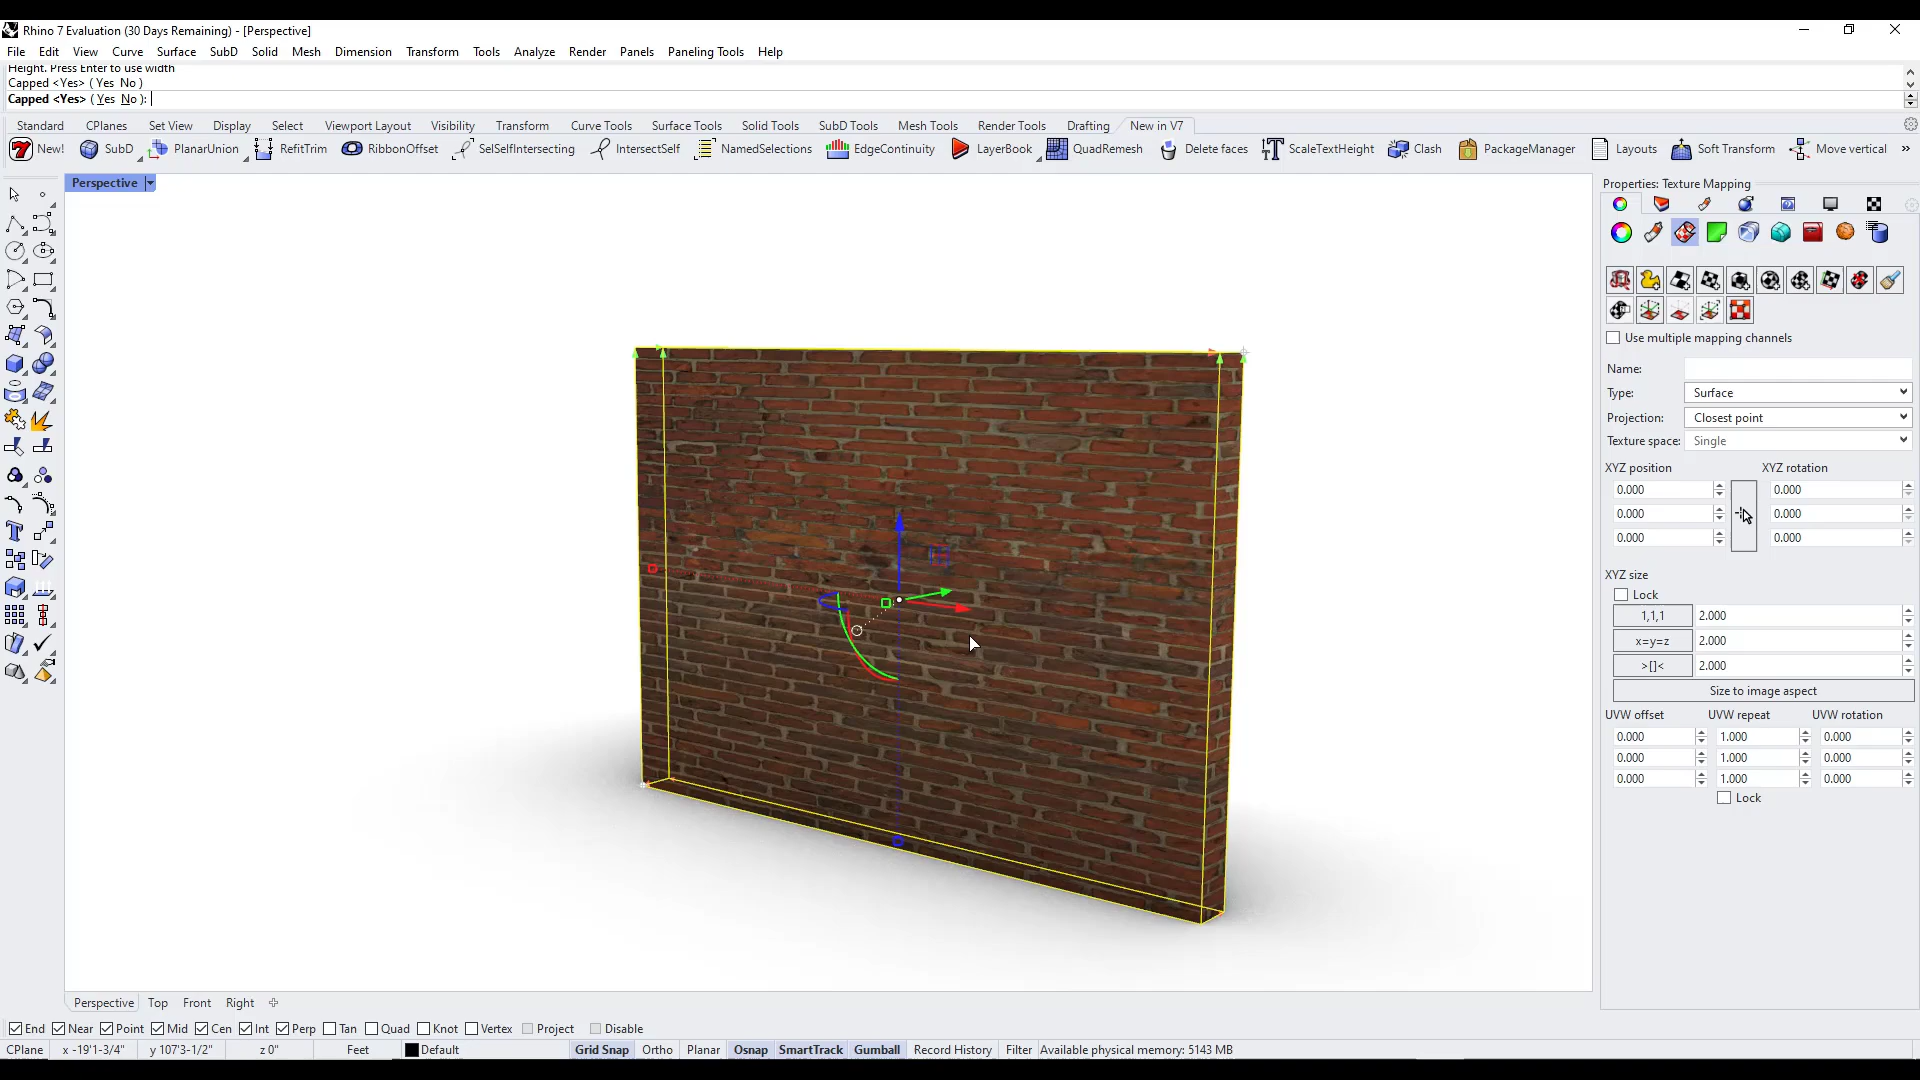 Rhino 7 Evaluation (30 Days Remaining) - [Perspective]
File Edit View Curve Surface SubD Solid Mesh Dimension Transform Tools Analyze Render Panels Paneling Tools Help
Height. Press Enter to use width
Capped <Yes> ( Yes No )
Capped <Yes> ( Yes No ):
Standard CPlanes Set View Display Select Viewport Layout Visibility Transform Curve Tools Surface Tools Solid Tools SubD Tools Mesh Tools Render Tools Drafting New in V7
7 New! SubD PlanarUnion RefitTrim RibbonOffset SelSelfIntersecting IntersectSelf NamedSelections EdgeContinuity LayerBook QuadRemesh Delete faces ScaleTextHeight Clash PackageManager Layouts Soft Transform Move vertical »
Perspective
Properties: Texture Mapping
Use multiple mapping channels
Name:
Type: Surface
Projection: Closest point
Texture space: Single
XYZ position XYZ rotation
0.000 0.000
0.000 0.000
0.000 0.000
XYZ size
Lock
1,1,1 2.000
x=y=z 2.000
>[]< 2.000
Size to image aspect
UVW offset UVW repeat UVW rotation
0.000 1.000 0.000
0.000 1.000 0.000
0.000 1.000 0.000
Lock
Perspective Top Front Right
End Near Point Mid Cen Int Perp Tan Quad Knot Vertex Project Disable
CPlane x -19'1-3/4" y 107'3-1/2" z 0" Feet Default Grid Snap Ortho Planar Osnap SmartTrack Gumball Record History Filter Available physical memory: 5143 MB